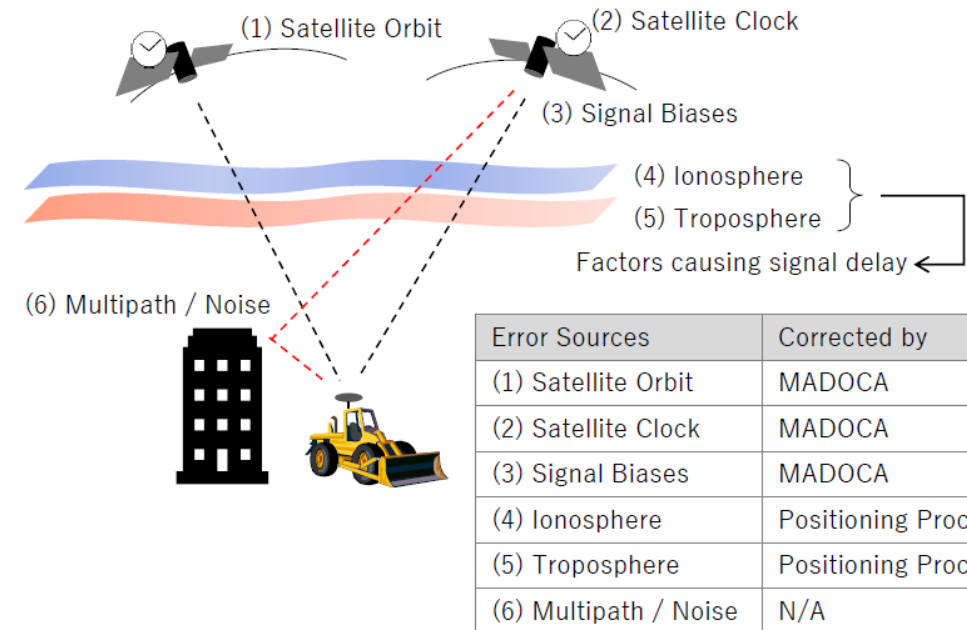 (1) Satellite Orbit
(2) Satellite Clock
(3) Signal Biases
(4) Ionosphere
(5) Troposphere
Factors causing signal delay
(6) Multipath / Noise
Error Sources Corrected by
(1) Satellite Orbit MADOCA
(2) Satellite Clock MADOCA
(3) Signal Biases MADOCA
(4) Ionosphere Positioning Proc
(5) Troposphere Positioning Proc
(6) Multipath / Noise N/A